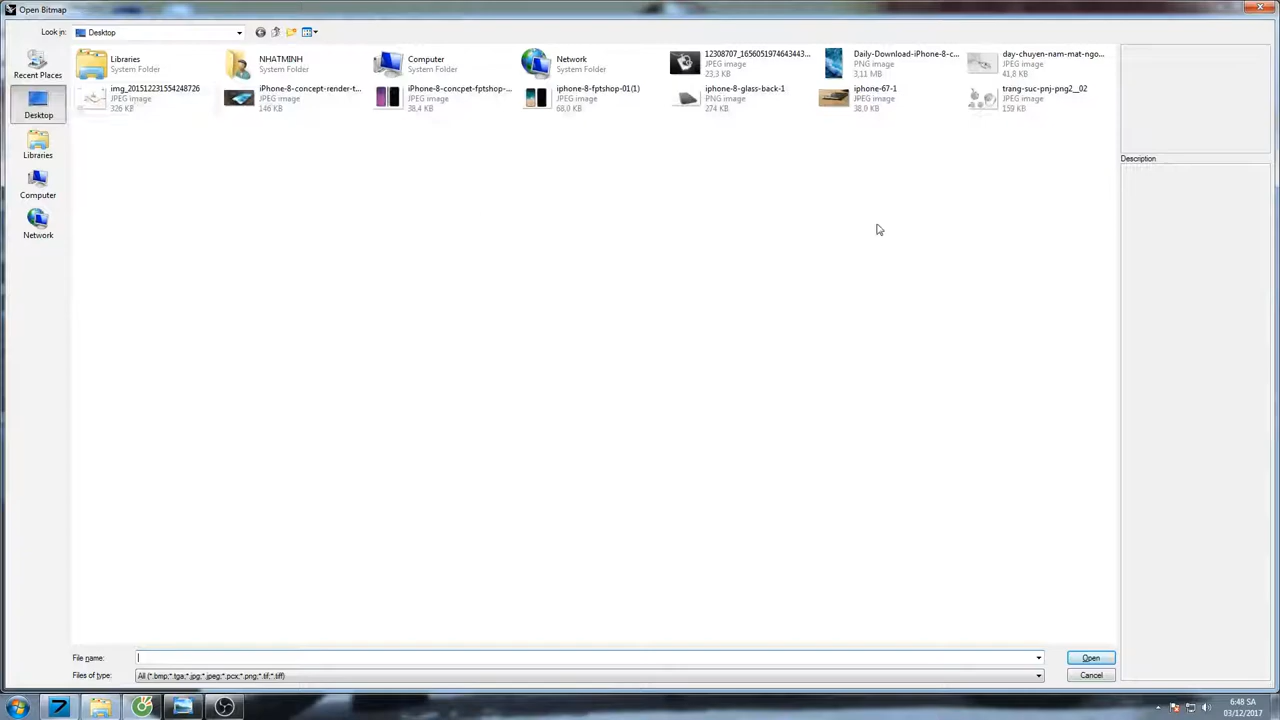 Open Bitmap
Look in:
Desktop
Recent Places
Desktop
Libraries
Computer
Network
Libraries
System Folder
NHATMINH
System Folder
Computer
System Folder
Network
System Folder
12308707_1656051974643443...
JPEG image
23,3 KB
Daily-Download-iPhone-8-c...
PNG image
3,11 MB
day-chuyen-nam-mat-ngo...
JPEG image
41,8 KB
img_201512231554248726
JPEG image
326 KB
iPhone-8-concept-render-t...
JPEG image
146 KB
iPhone-8-concpet-fptshop-...
JPEG image
38,4 KB
iphone-8-fptshop-01(1)
JPEG image
68,0 KB
iphone-8-glass-back-1
PNG image
274 KB
iphone-67-1
JPEG image
38,0 KB
trang-suc-pnj-png2__02
JPEG image
159 KB
Description
File name:
Open
Files of type:
All (*.bmp;*.tga;*.jpg;*.jpeg;*.pcx;*.png;*.tif;*.tiff)
Cancel
6:48 SA
03/12/2017